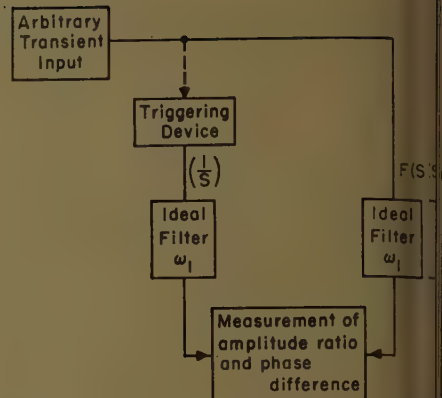 Arbitrary
Transient
Input
Triggering
Device
(1/S)
F(S)
Ideal
Filter
ω1
Ideal
Filter
ω1
Measurement of
amplitude ratio
and phase
difference